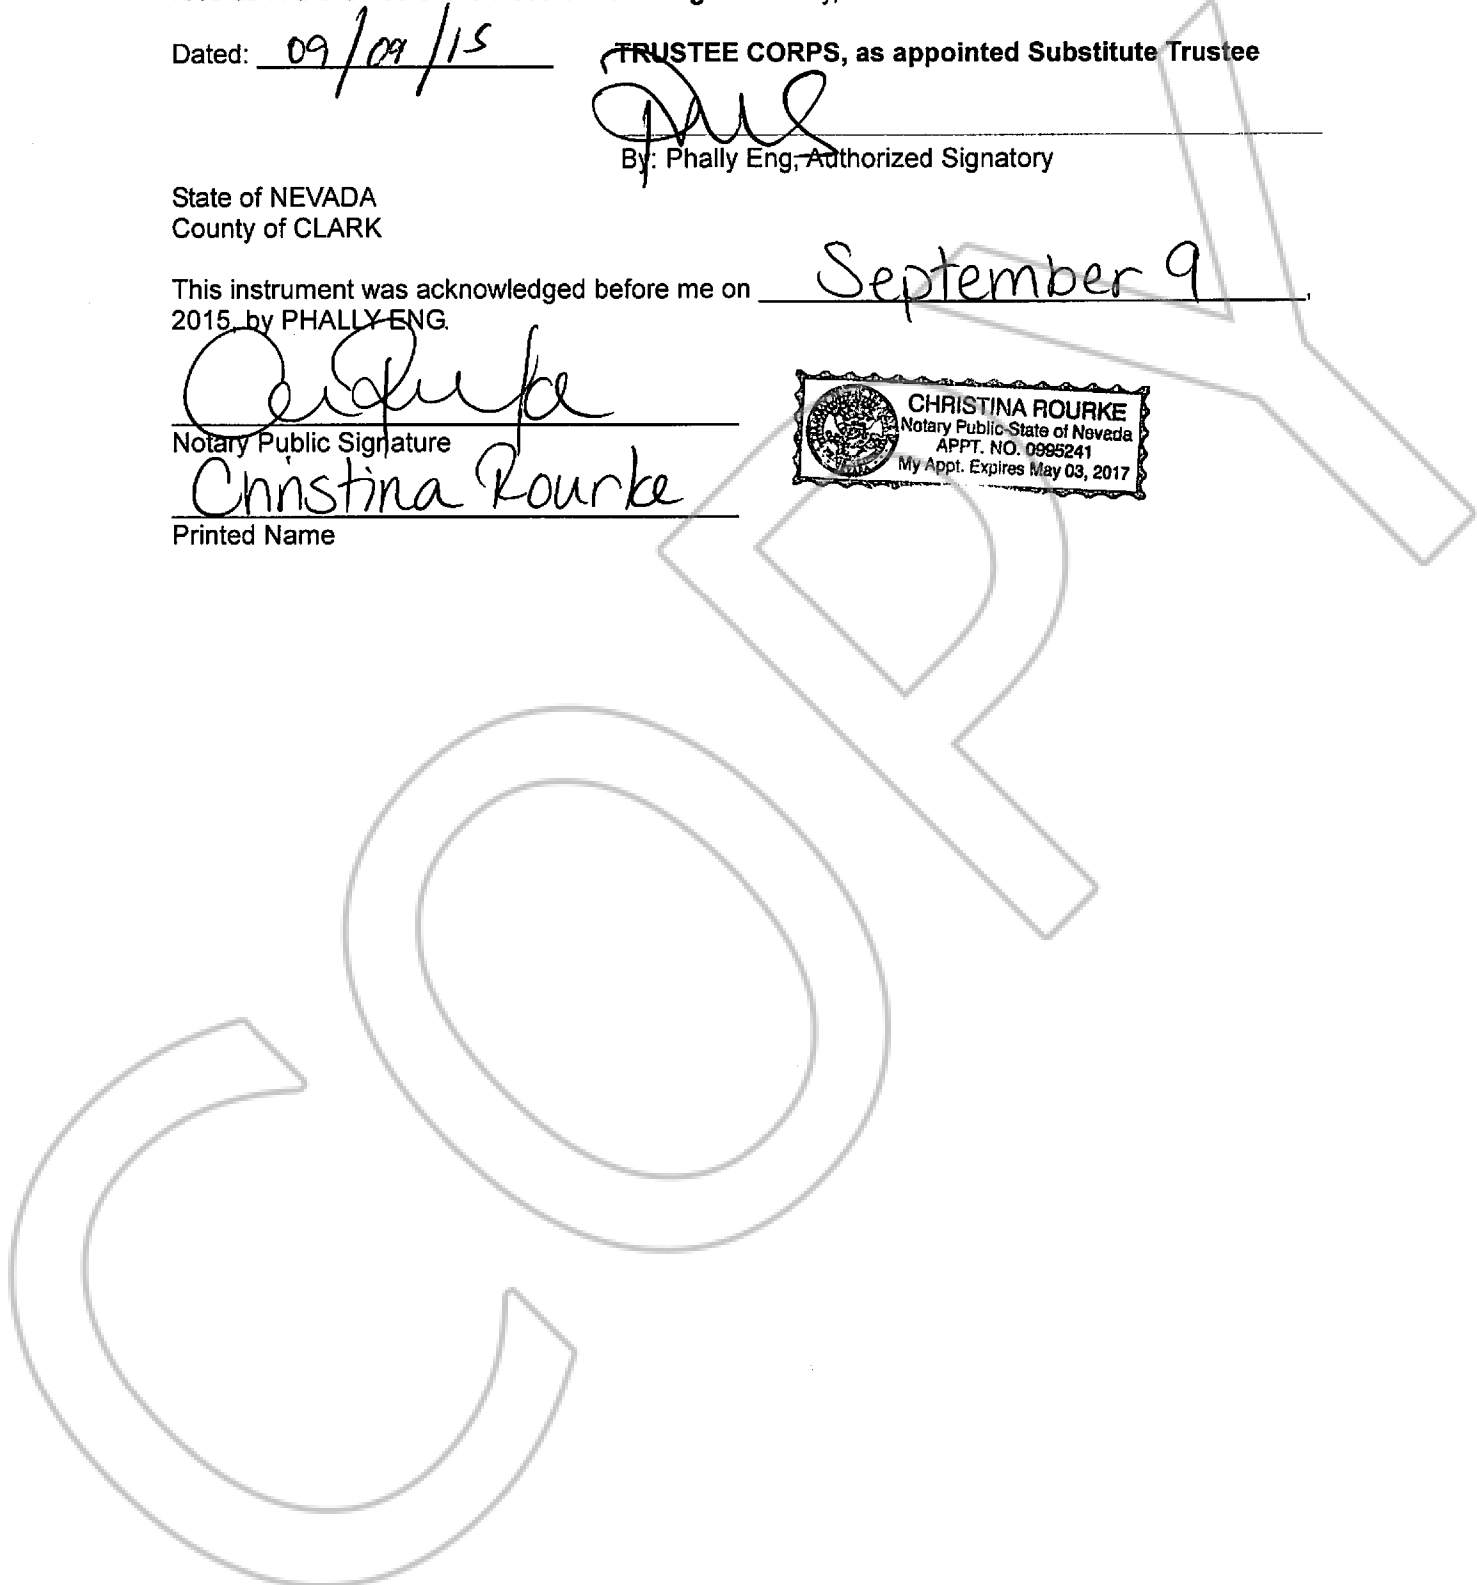 Dated: 09/09/15
TRUSTEE CORPS, as appointed Substitute Trustee
By: Phally Eng, Authorized Signatory
State of NEVADA
County of CLARK
This instrument was acknowledged before me on September 9,
2015, by PHALLY ENG.
Notary Public Signature
CHRISTINA ROURKE
Notary Public-State of Nevada
APPT. NO. 0995241
My Appt. Expires May 03, 2017
Christina Rourke
Printed Name
COPY